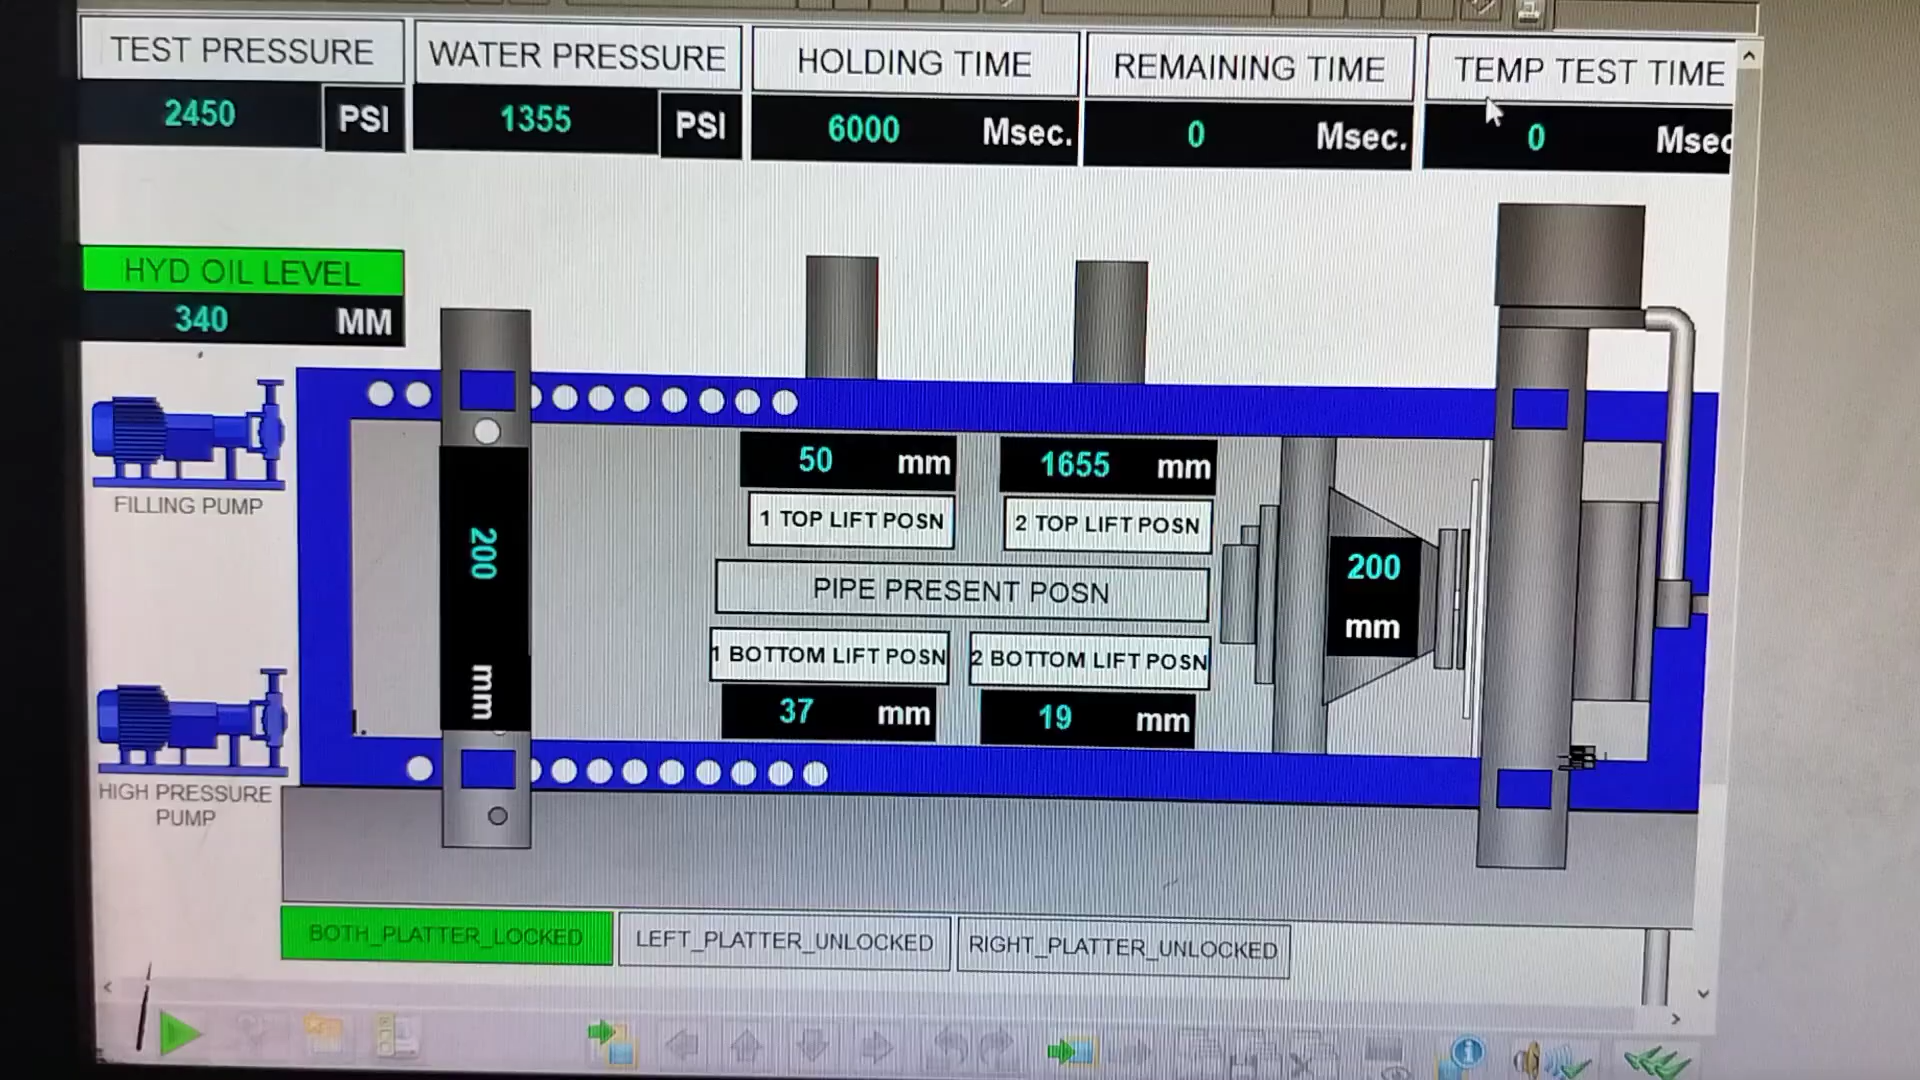 TEST PRESSURE
2450 PSI
WATER PRESSURE
1355 PSI
HOLDING TIME
6000 Msec.
REMAINING TIME
0 Msec.
TEMP TEST TIME
0 Msec
HYD OIL LEVEL
340 MM
FILLING PUMP
HIGH PRESSURE
PUMP
200 mm
50 mm
1 TOP LIFT POSN
1655 mm
2 TOP LIFT POSN
PIPE PRESENT POSN
1 BOTTOM LIFT POSN
37 mm
2 BOTTOM LIFT POSN
19 mm
200
mm
BOTH_PLATTER_LOCKED
LEFT_PLATTER_UNLOCKED
RIGHT_PLATTER_UNLOCKED